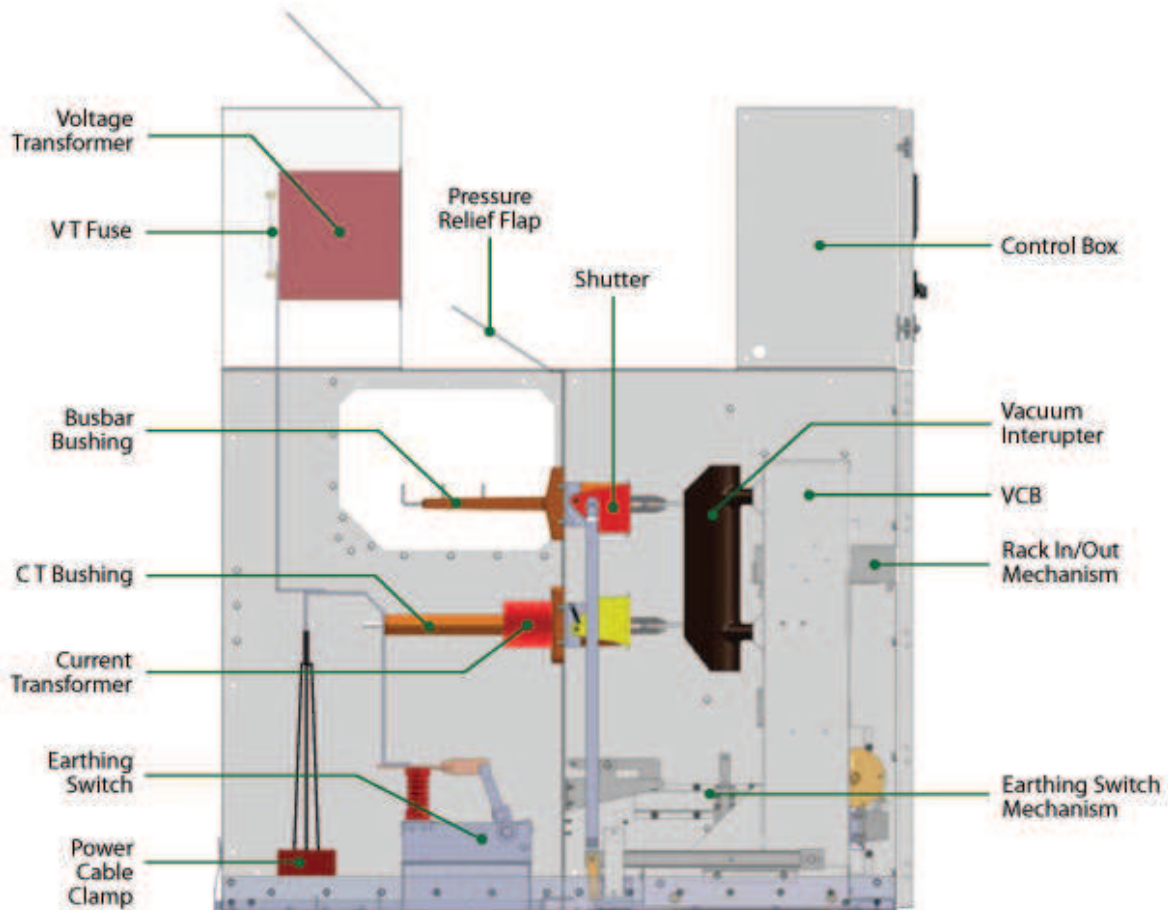 Voltage
Transformer
V T Fuse
Pressure
Relief Flap
Shutter
Control Box
Busbar
Bushing
Vacuum
Interupter
VCB
Rack In/Out
Mechanism
C T Bushing
Current
Transformer
Earthing
Switch
Earthing Switch
Mechanism
Power
Cable
Clamp